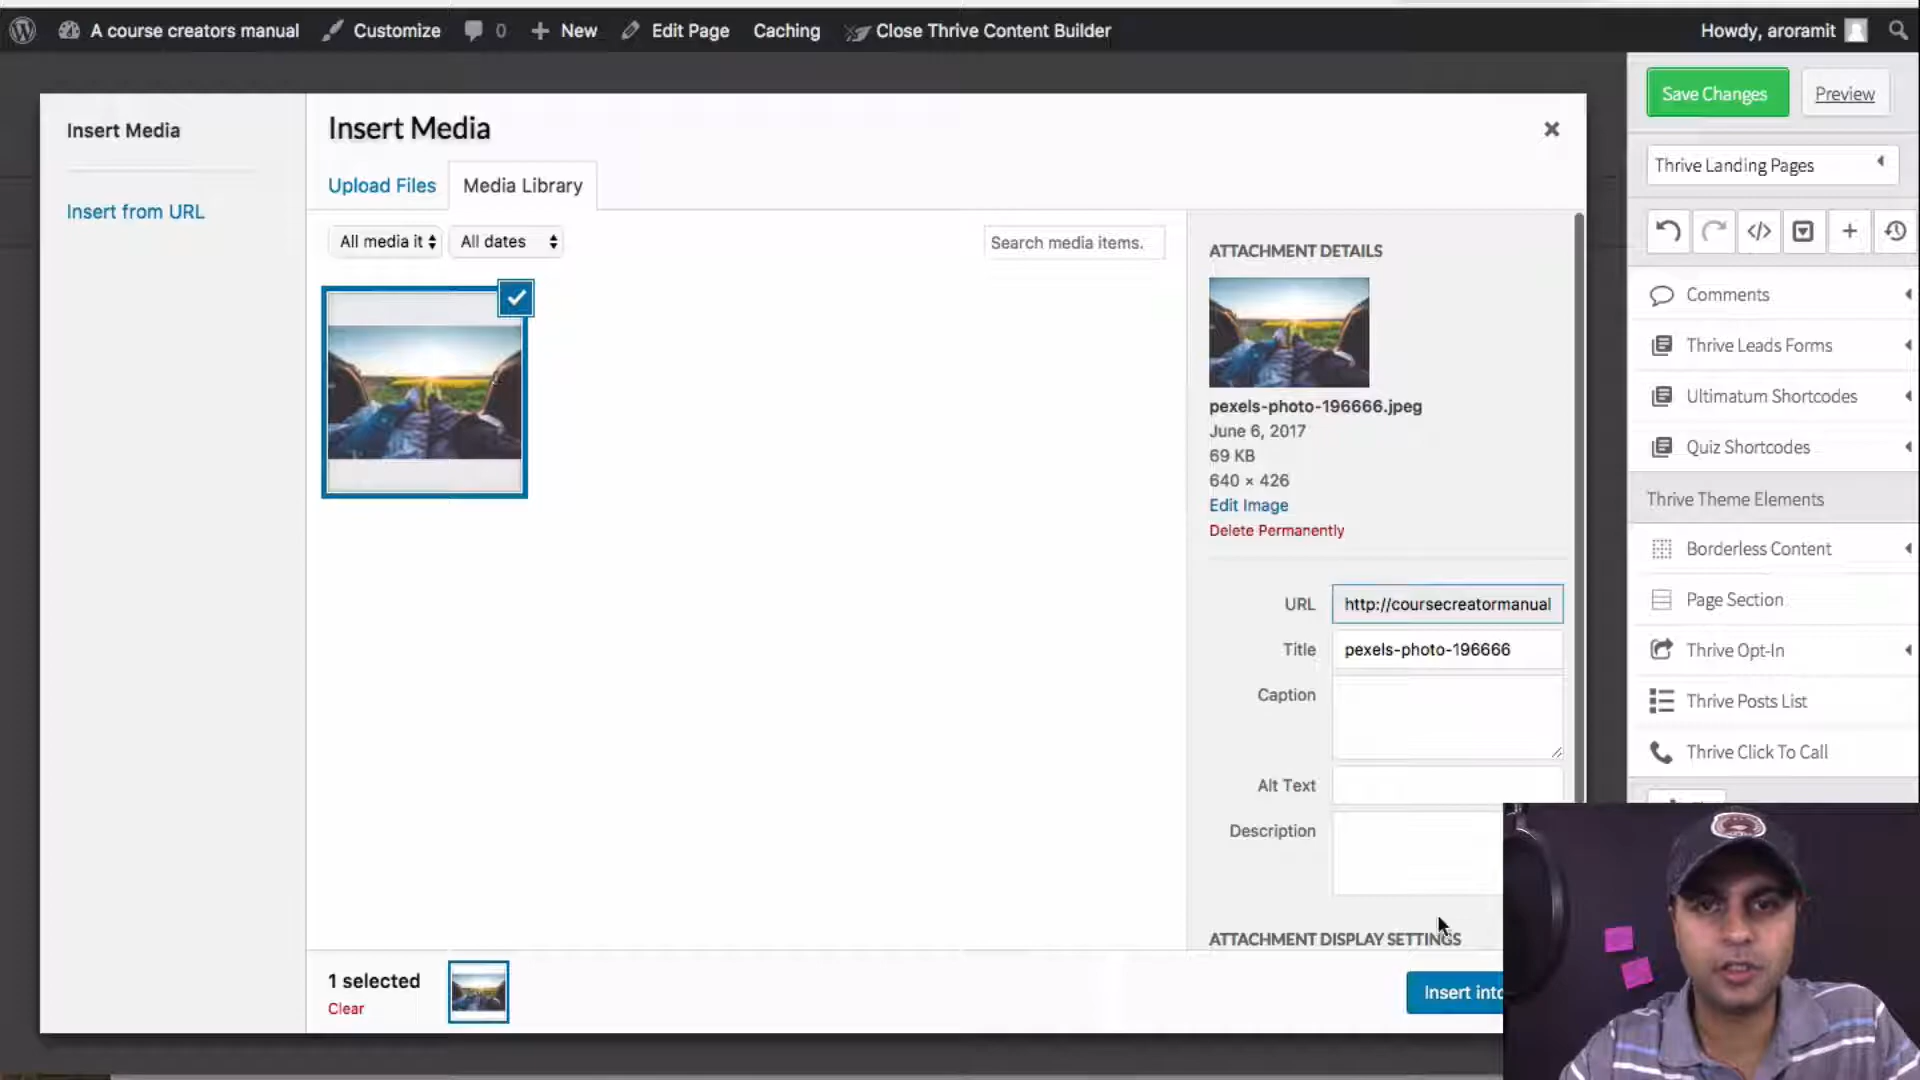 A course creators manual Customize 0 New Edit Page Caching Close Thrive Content Builder Howdy, aroramit
Insert Media
Insert from URL
Insert Media
Upload Files Media Library
All media it All dates Search media items.
ATTACHMENT DETAILS
pexels-photo-196666.jpeg
June 6, 2017
69 KB
640 × 426
Edit Image
Delete Permanently
URL http://coursecreatormanual
Title pexels-photo-196666
Caption
Alt Text
Description
ATTACHMENT DISPLAY SETTINGS
1 selected
Clear
Insert into
Save Changes Preview
Thrive Landing Pages
Comments
Thrive Leads Forms
Ultimatum Shortcodes
Quiz Shortcodes
Thrive Theme Elements
Borderless Content
Page Section
Thrive Opt-In
Thrive Posts List
Thrive Click To Call